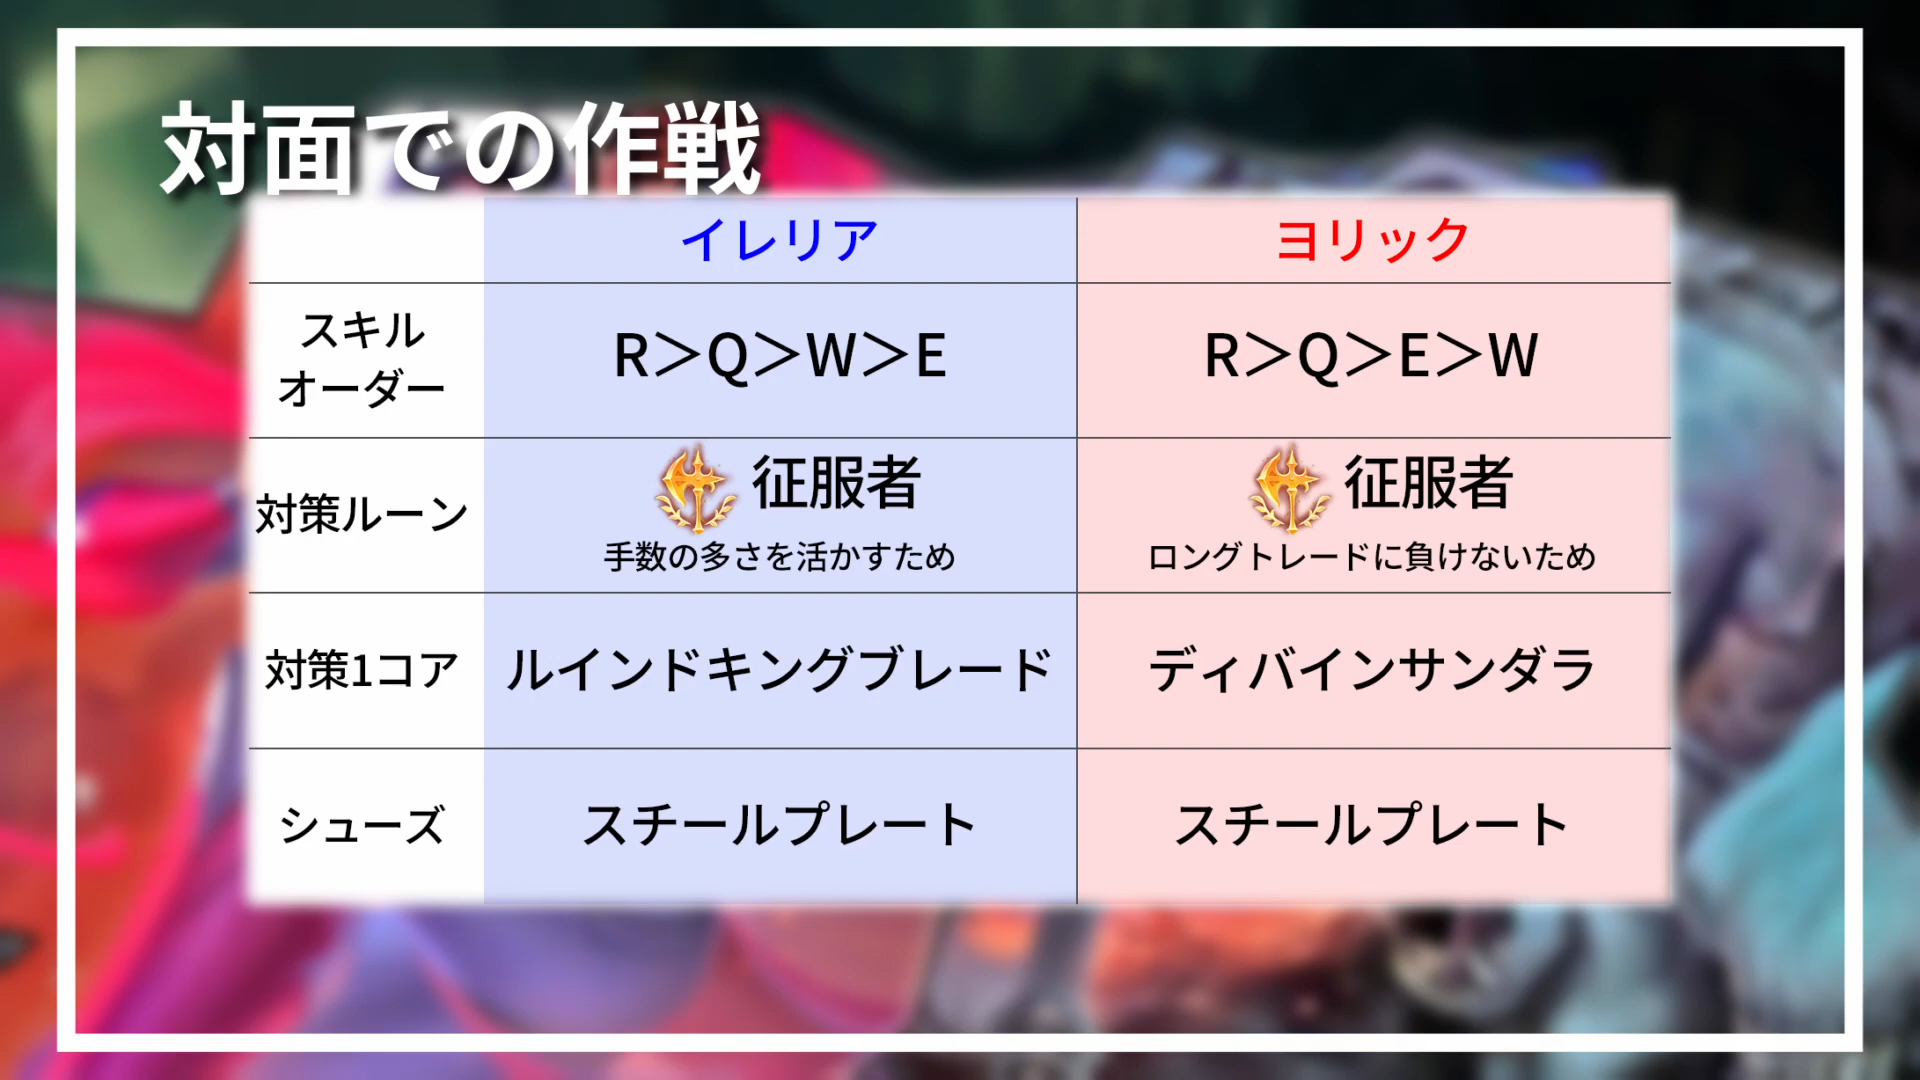 対面での作戦
イレリア
ヨリック
スキル
オーダー
R＞Q＞W＞E
R＞Q＞E＞W
対策ルーン
征服者
手数の多さを活かすため
征服者
ロングトレードに負けないため
対策1コア
ルインドキングブレード
ディバインサンダラ
シューズ
スチールプレート
スチールプレート